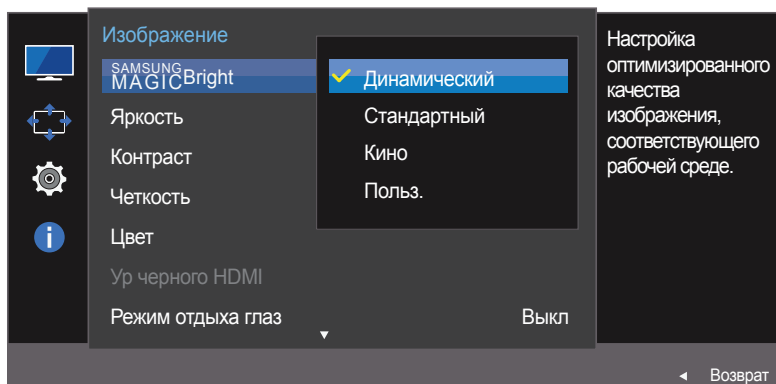 Изображение
SAMSUNG
MAGICBright
Яркость
Контраст
Четкость
Цвет
Ур черного HDMI
Режим отдыха глаз
Выкл
Динамический
Стандартный
Кино
Польз.
Настройка
оптимизированного
качества
изображения,
соответствующего
рабочей среде.
Возврат